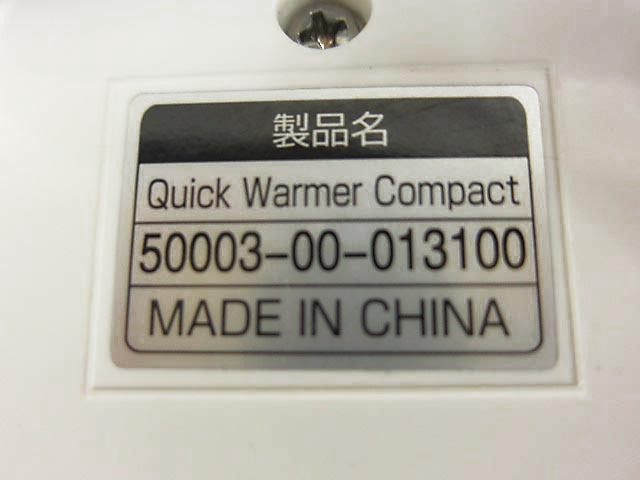 製品名
Quick Warmer Compact
50003-00-013100
MADE IN CHINA